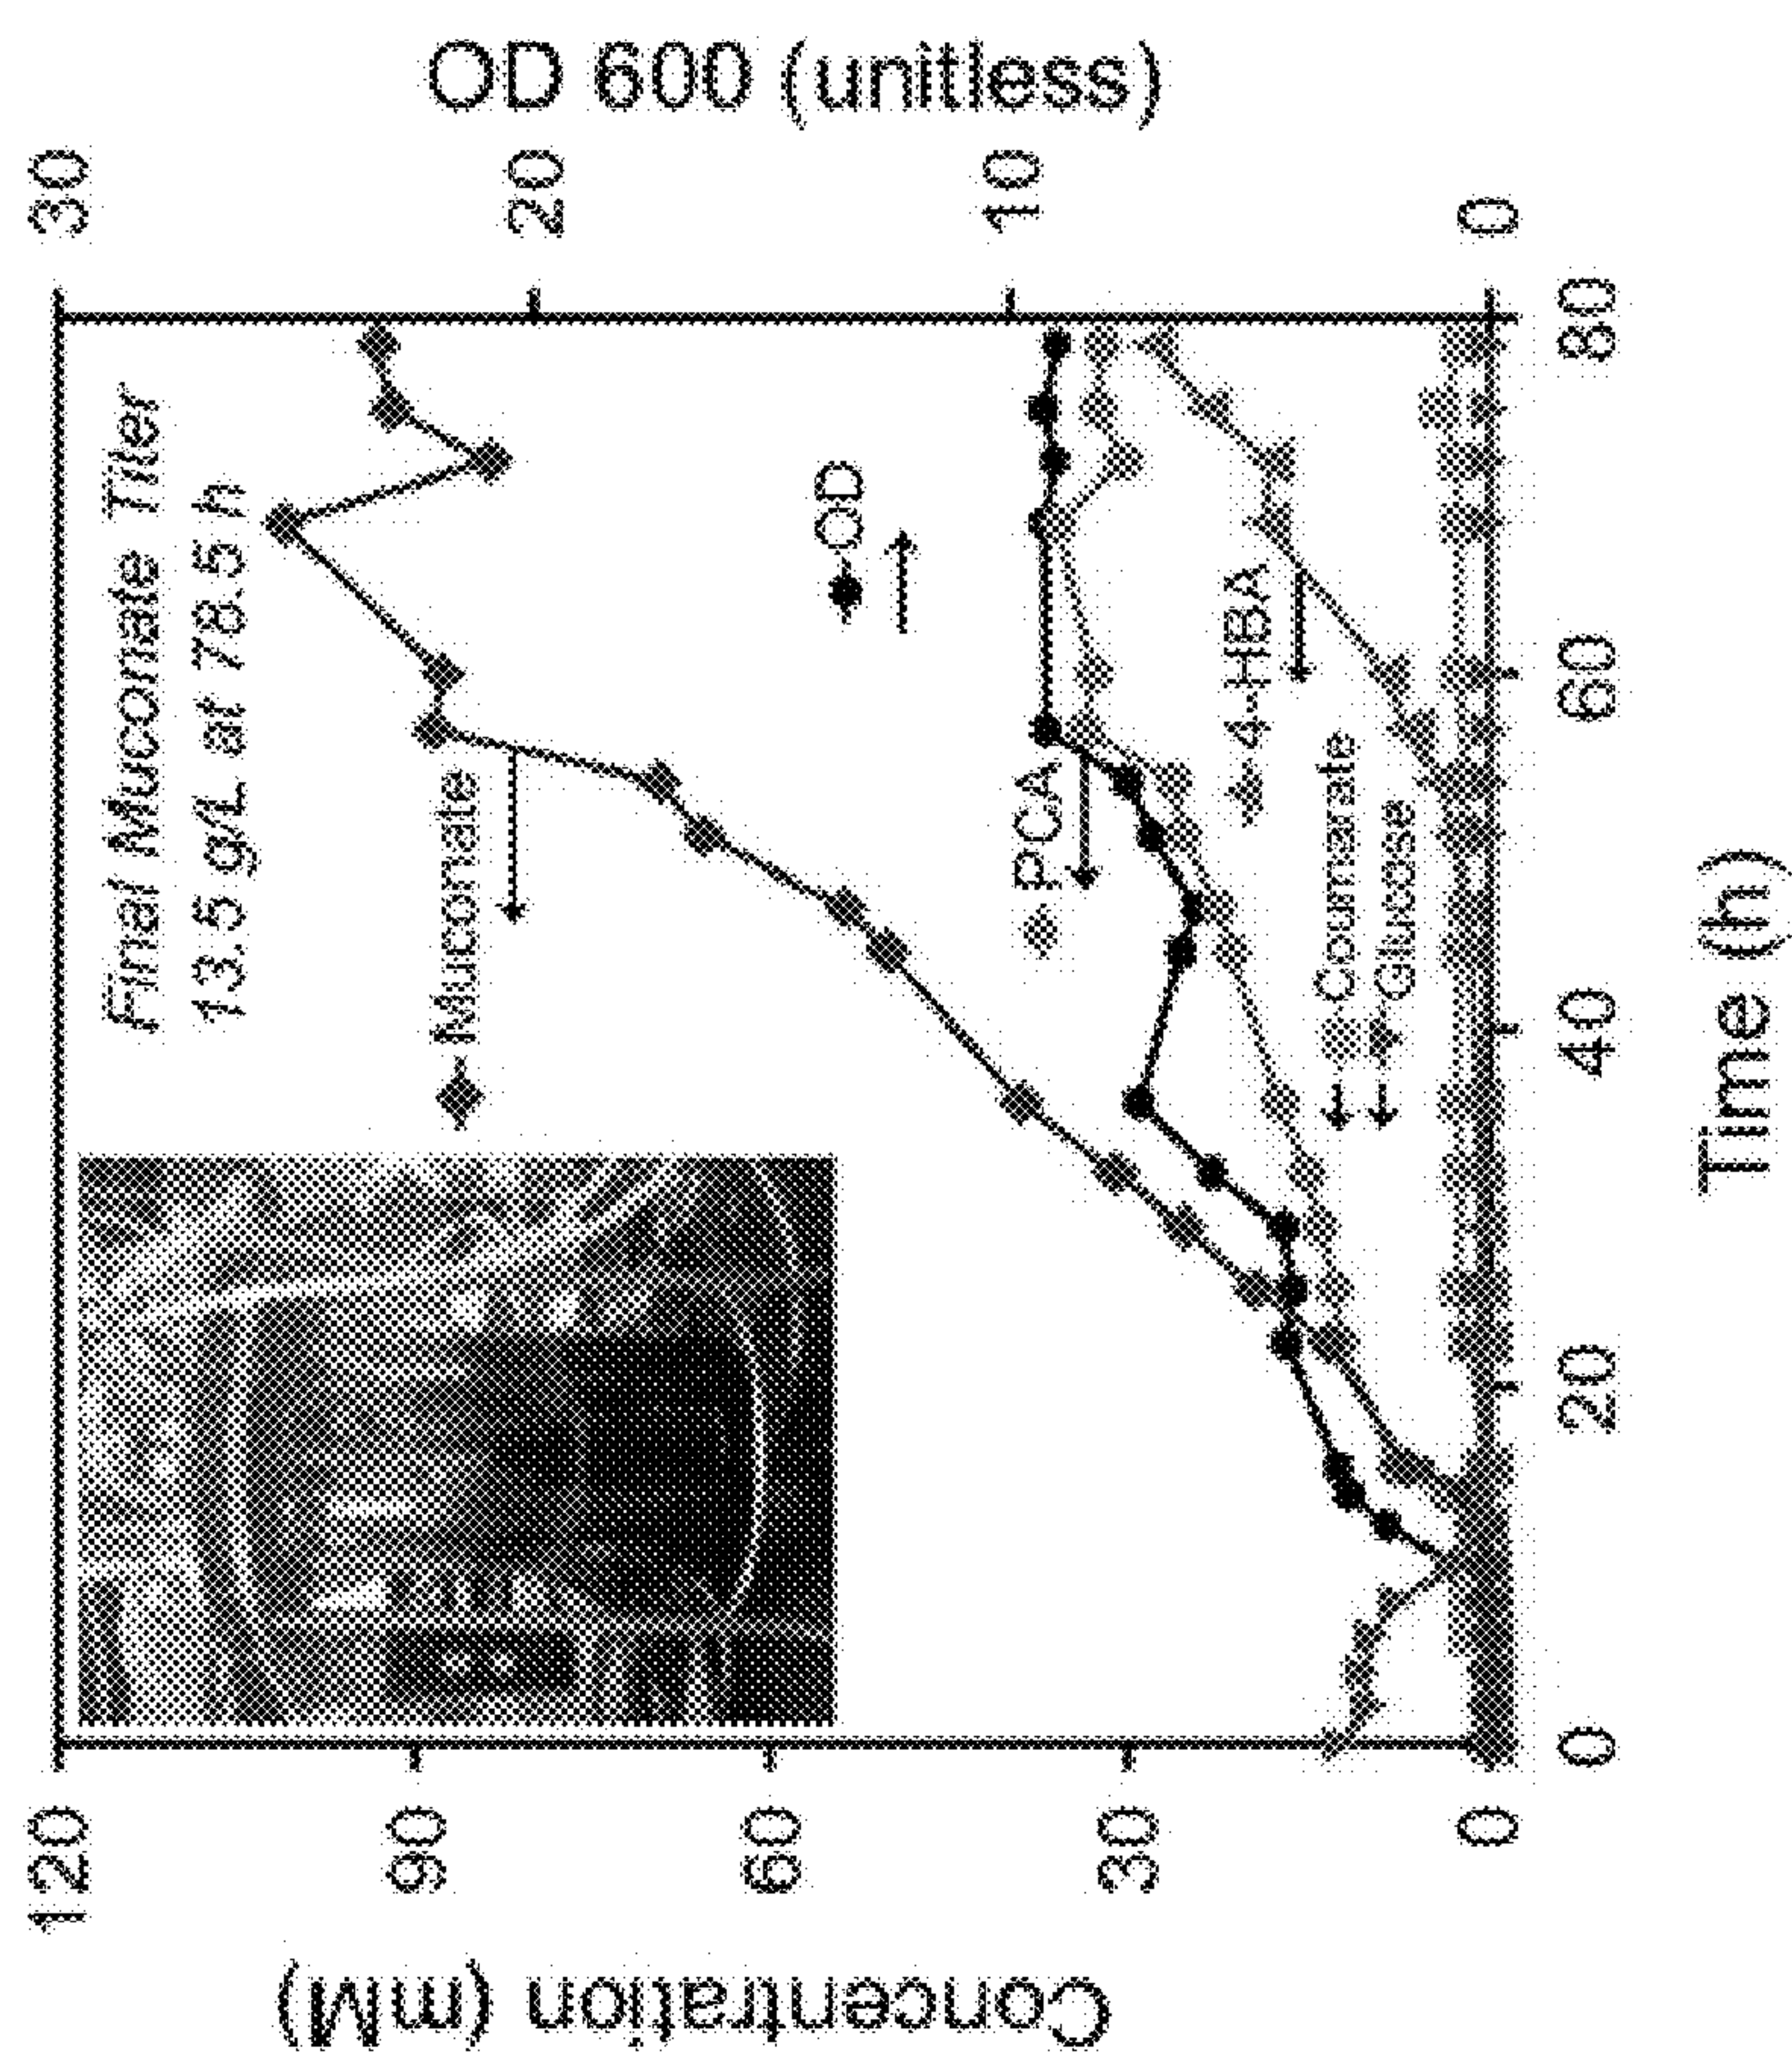 Final Muconate Titer
13.5 g/L at 78.5 h
Muconate
OD
PCA
4-HBA
Coumarate
Glucose
Concentration (mM)
120
90
60
30
0
OD 600 (unitless)
30
20
10
0
0
20
40
60
80
Time (h)